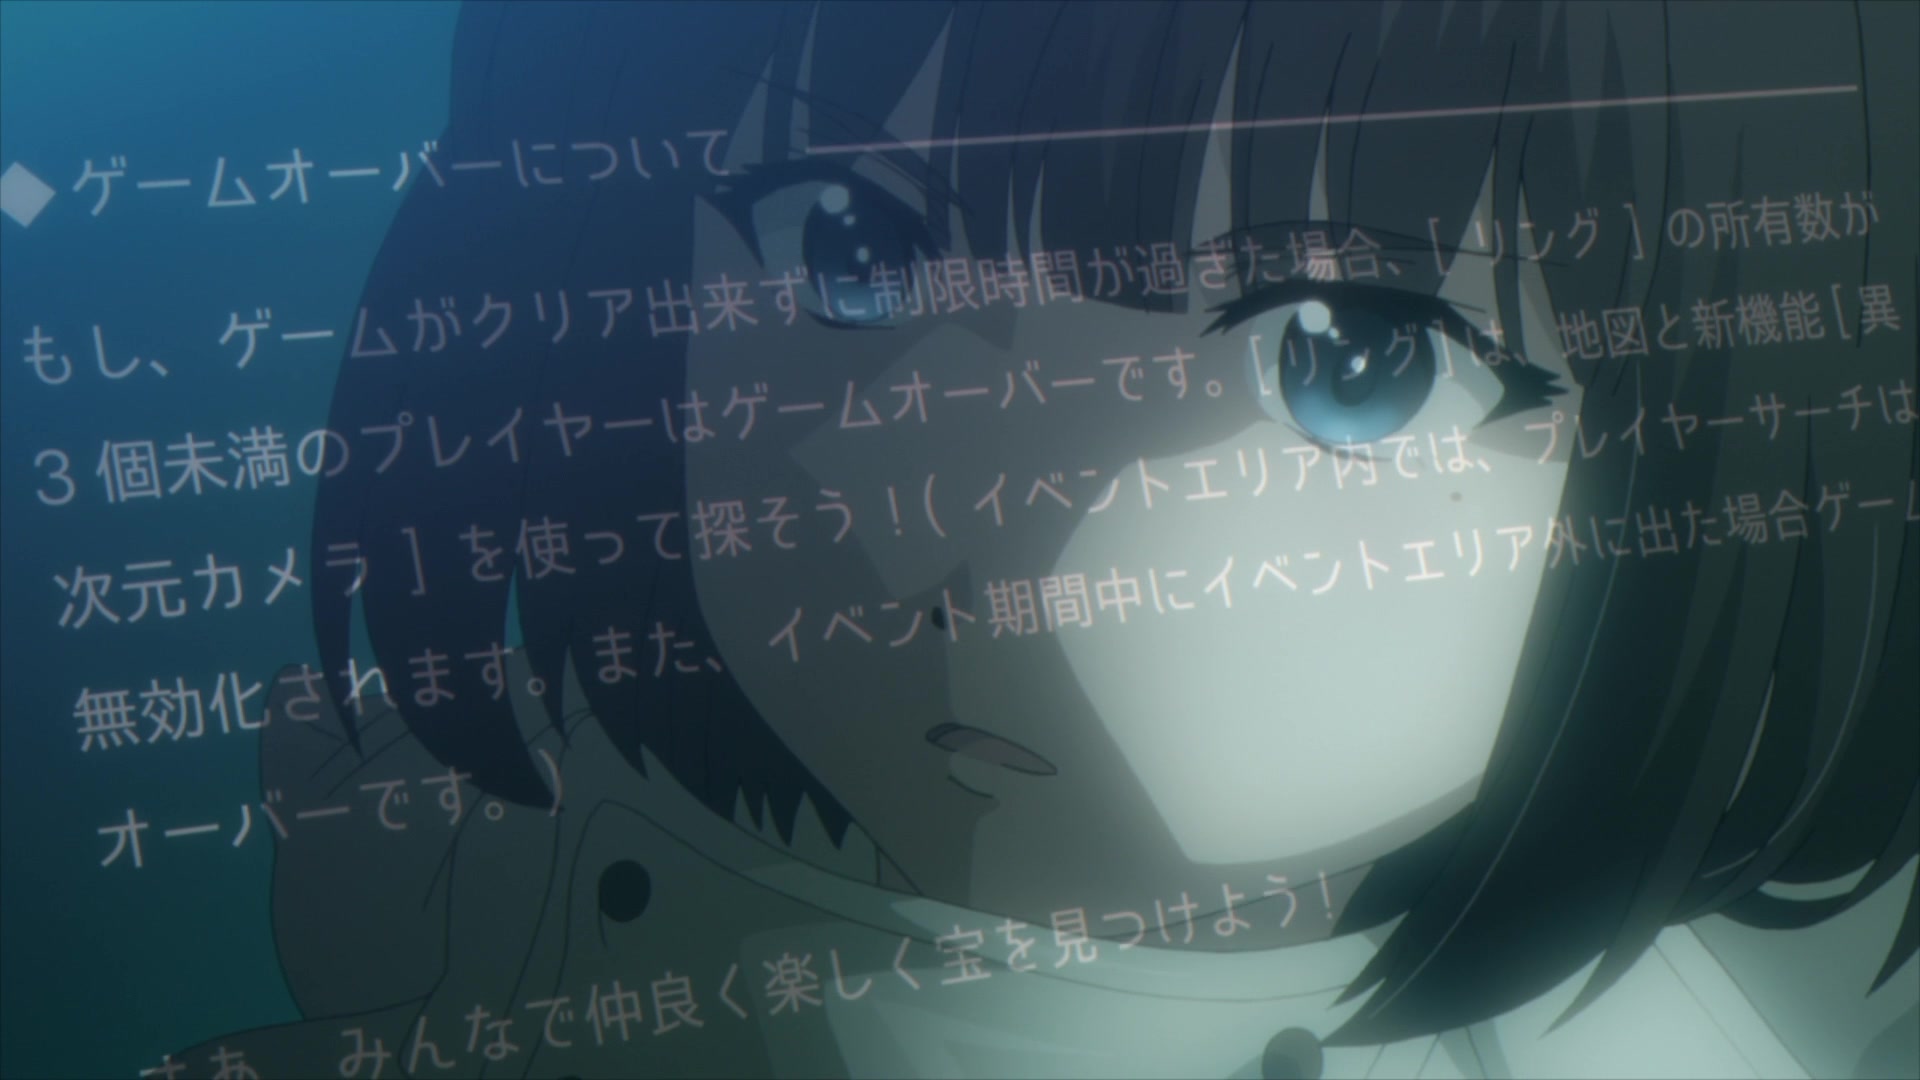 ◆ゲームオーバーについて
もし、ゲームがクリア出来ずに制限時間が過ぎた場合、[リング]の所有数が
3個未満のプレイヤーはゲームオーバーです。[リング]は、地図と新機能[異
次元カメラ]を使って探そう！(イベントエリア内では、プレイヤーサーチは
無効化されます。また、イベント期間中にイベントエリア外に出た場合ゲーム
オーバーです。)
さあ、みんなで仲良く楽しく宝を見つけよう！